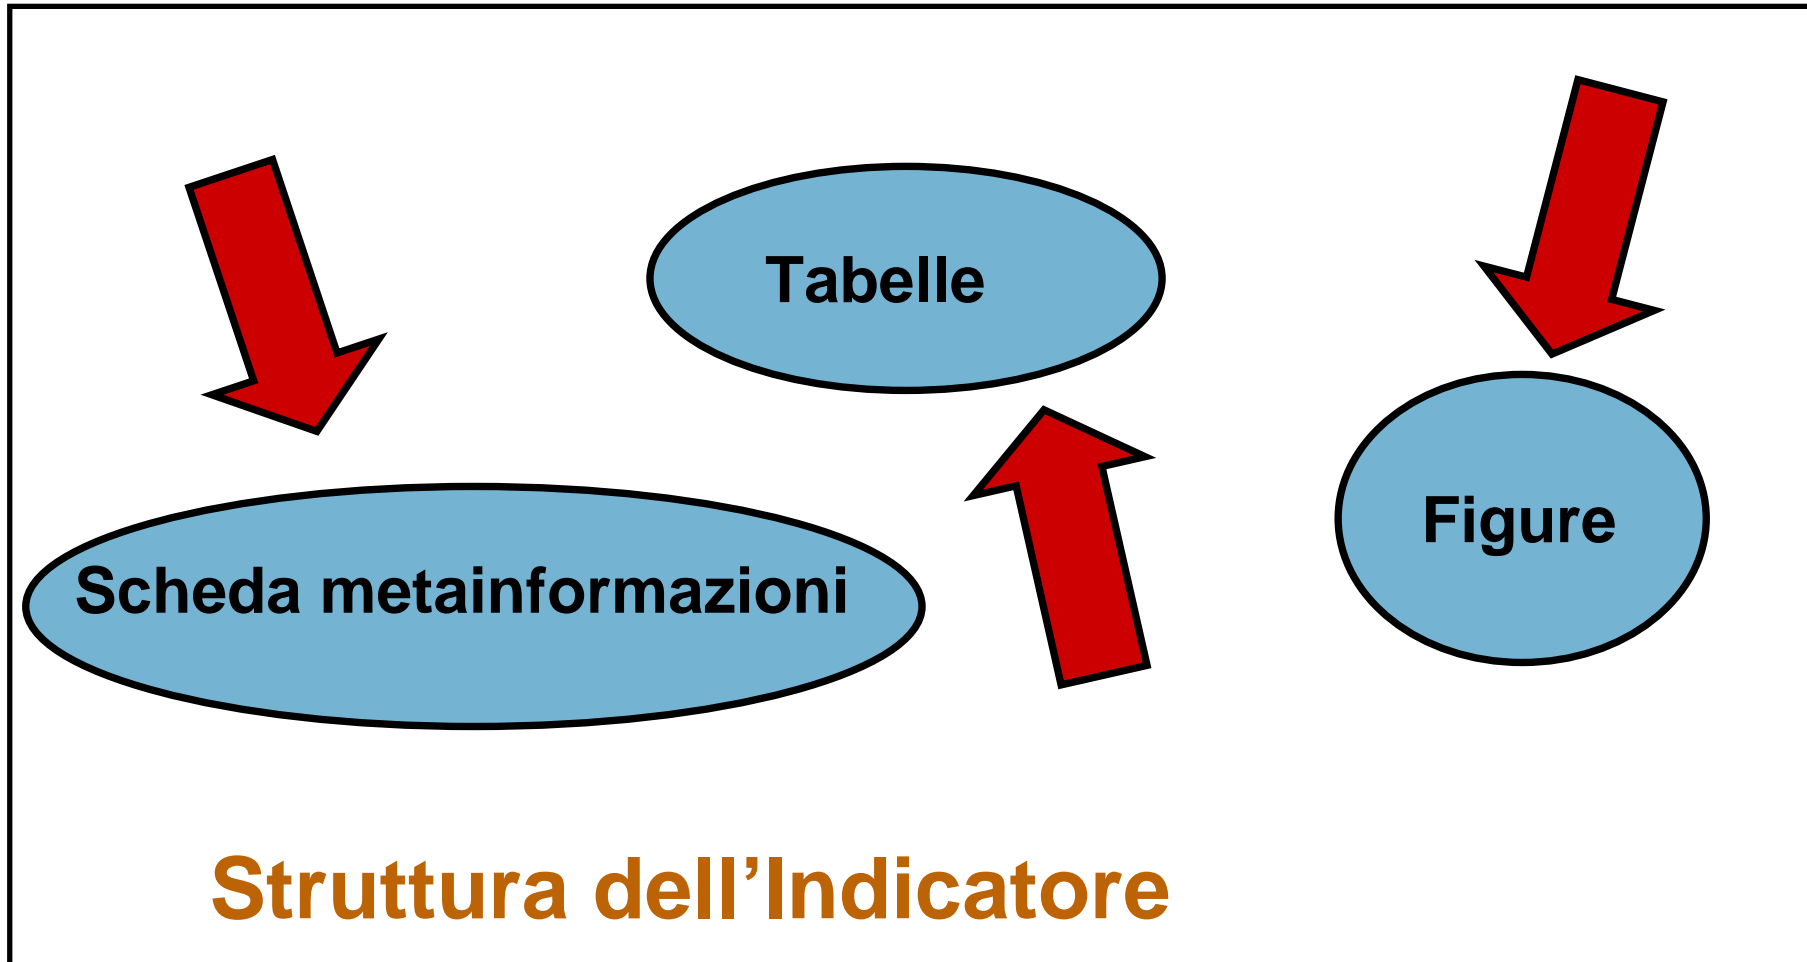 Tabelle
Figure
Scheda metainformazioni
Struttura dell’Indicatore